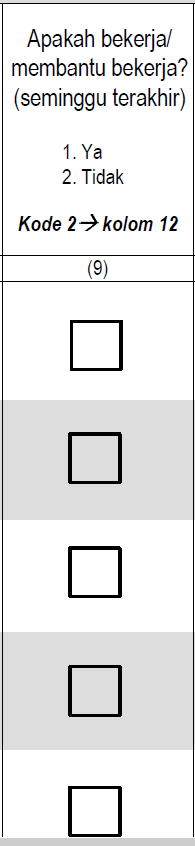 Apakah bekerja/
membantu bekerja?
(seminggu terakhir)
1. Ya
2. Tidak
Kode 2→ kolom 12
(9)